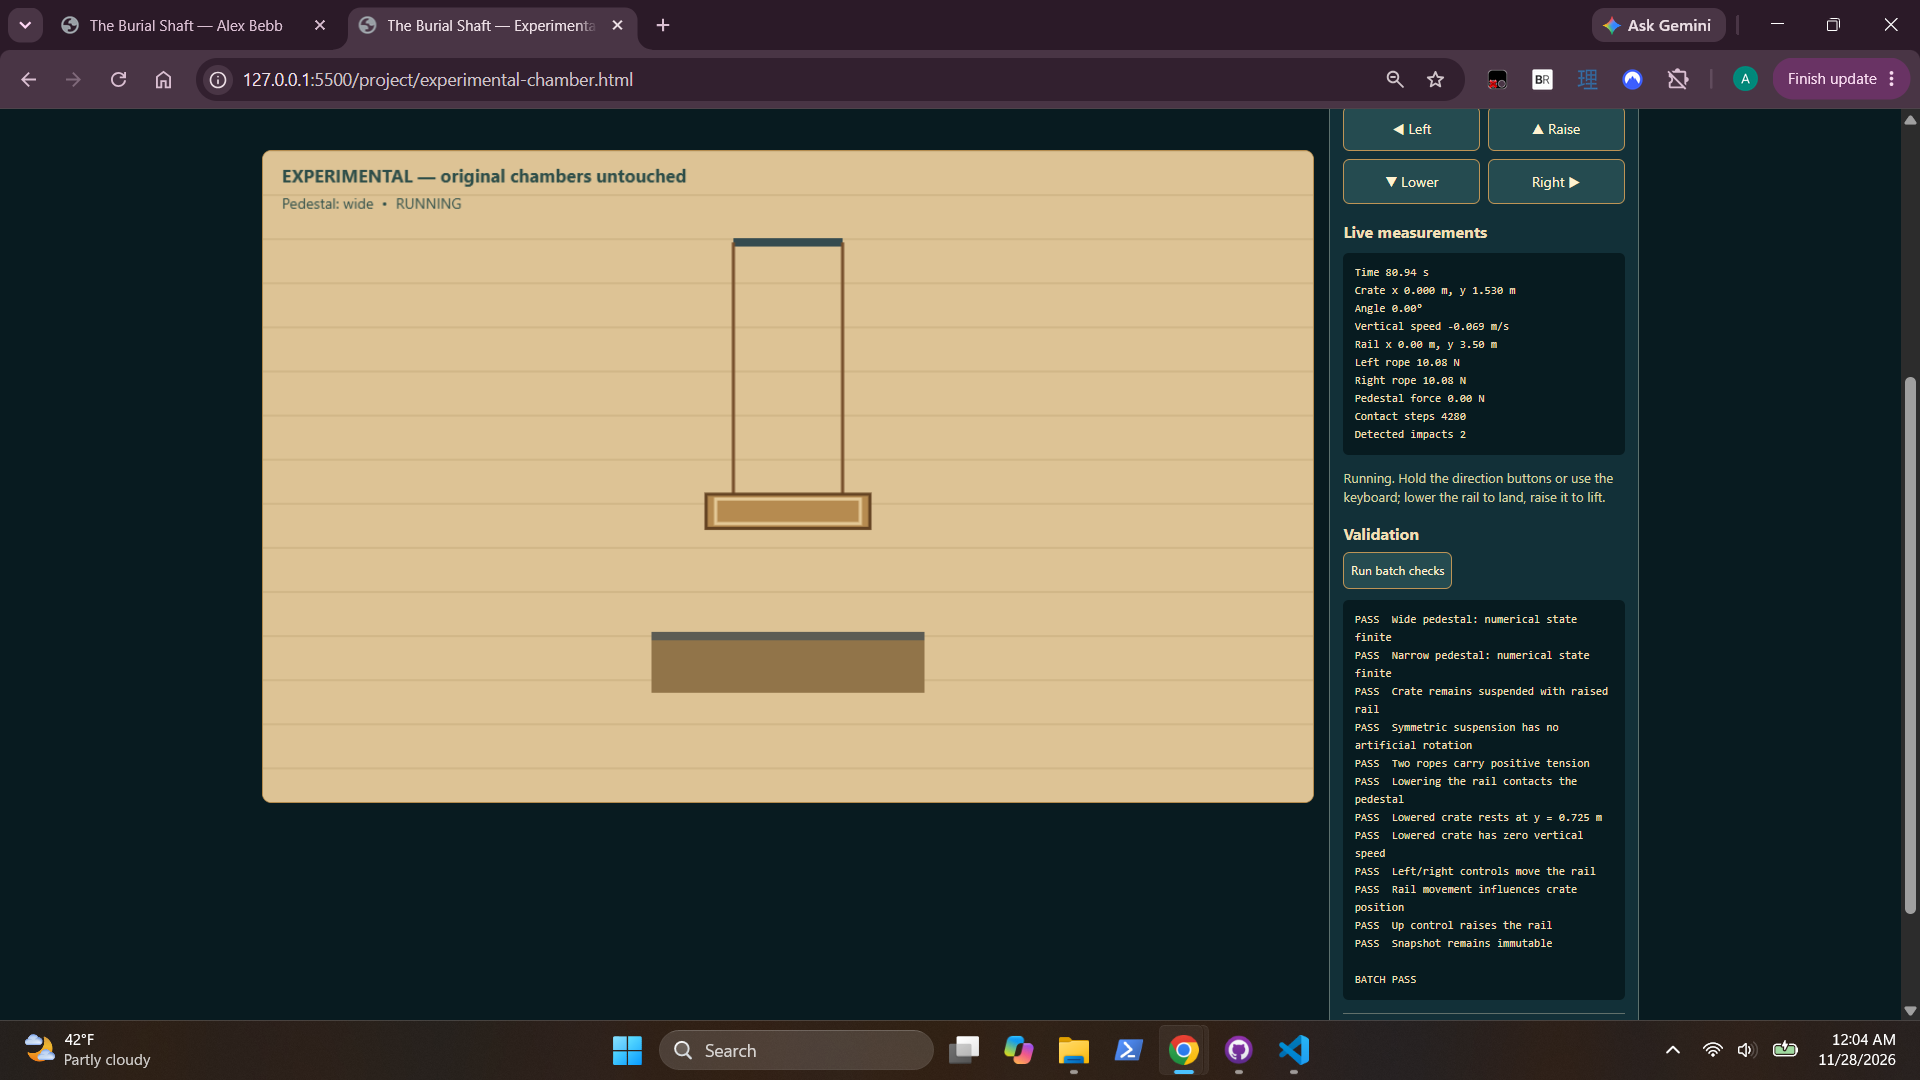 The Burial Shaft — Alex Bebb
The Burial Shaft — Experimenta
Ask Gemini
127.0.0.1:5500/project/experimental-chamber.html
BR
理
A
Finish update
EXPERIMENTAL — original chambers untouched
Pedestal: wide • RUNNING
◀ Left
▲ Raise
▼ Lower
Right ▶
Live measurements
Time 80.94 s
Crate x 0.000 m, y 1.530 m
Angle 0.00°
Vertical speed -0.069 m/s
Rail x 0.00 m, y 3.50 m
Left rope 10.08 N
Right rope 10.08 N
Pedestal force 0.00 N
Contact steps 4280
Detected impacts 2
Running. Hold the direction buttons or use the
keyboard; lower the rail to land, raise it to lift.
Validation
Run batch checks
PASS Wide pedestal: numerical state
finite
PASS Narrow pedestal: numerical state
finite
PASS Crate remains suspended with raised
rail
PASS Symmetric suspension has no
artificial rotation
PASS Two ropes carry positive tension
PASS Lowering the rail contacts the
pedestal
PASS Lowered crate rests at y = 0.725 m
PASS Lowered crate has zero vertical
speed
PASS Left/right controls move the rail
PASS Rail movement influences crate
position
PASS Up control raises the rail
PASS Snapshot remains immutable
BATCH PASS
42°F
Partly cloudy
Search
12:04 AM
11/28/2026